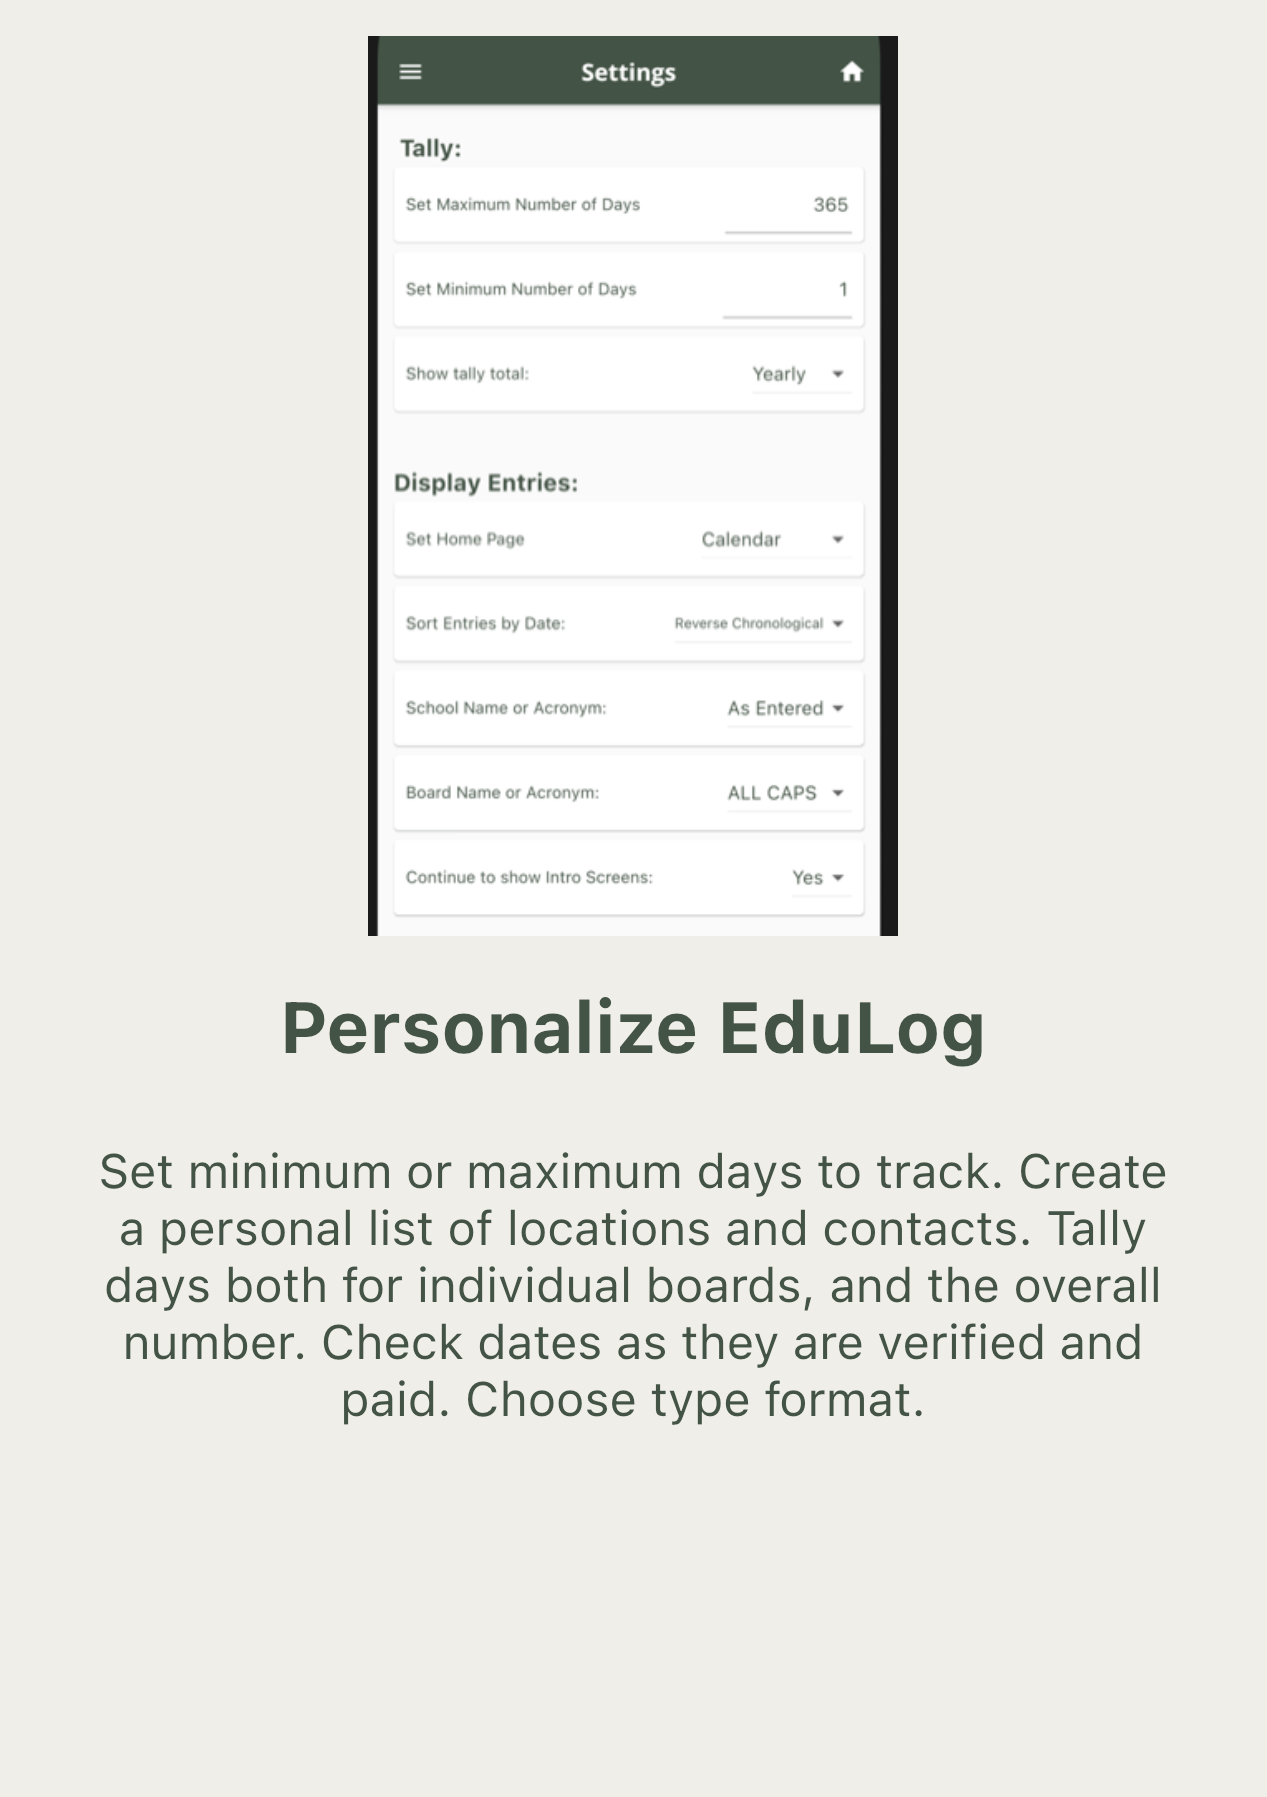 Settings
Tally:
Set Maximum Number of Days 365
Set Minimum Number of Days 1
Show tally total: Yearly
Display Entries:
Set Home Page Calendar
Sort Entries by Date: Reverse Chronological
School Name or Acronym: As Entered
Board Name or Acronym: ALL CAPS
Continue to show Intro Screens: Yes
Personalize EduLog
Set minimum or maximum days to track. Create
a personal list of locations and contacts. Tally
days both for individual boards, and the overall
number. Check dates as they are verified and
paid. Choose type format.